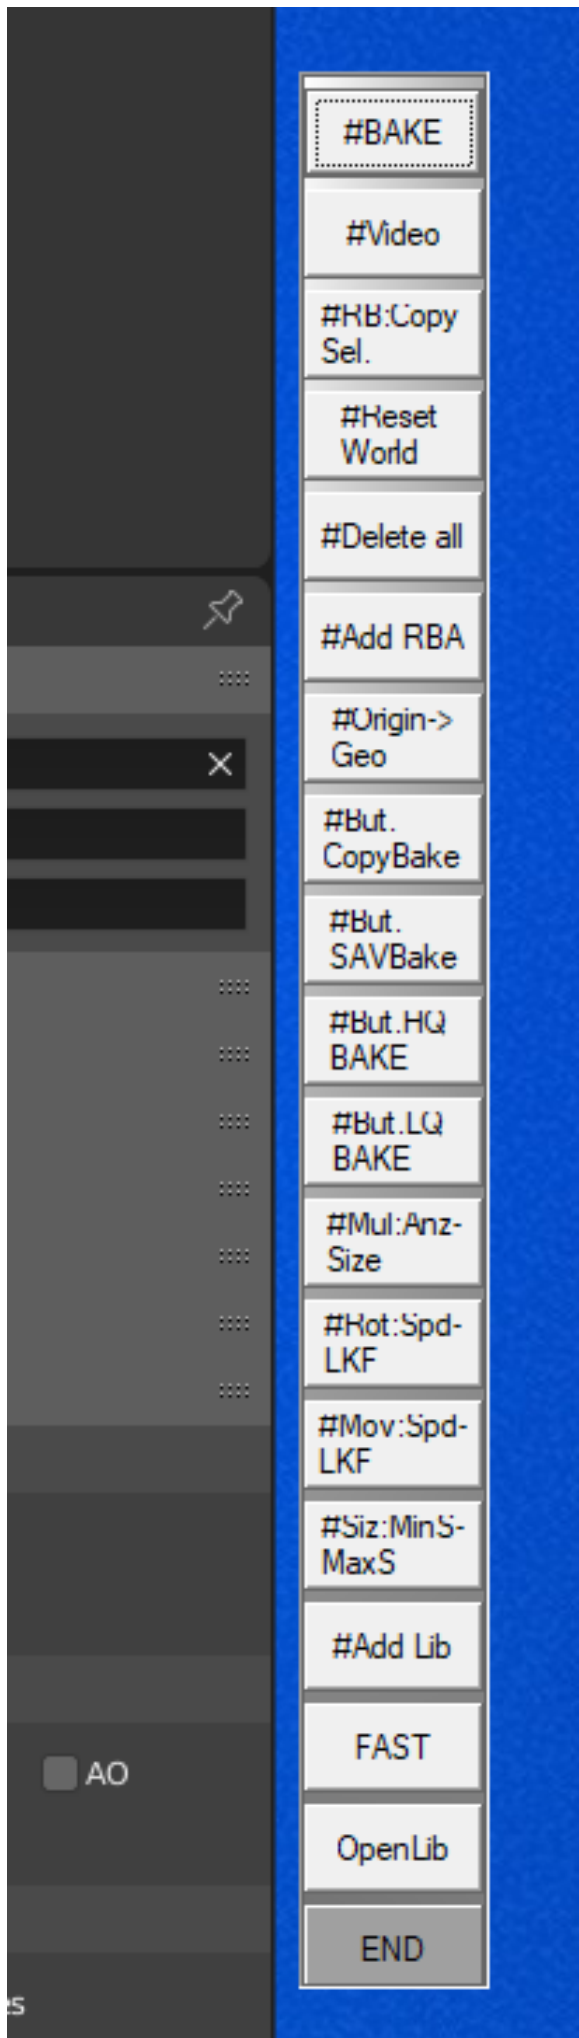 #BAKE
#Video
#RB:Copy
Sel.
#Reset
World
#Delete all
#Add RBA
#Origin->
Geo
#But.
CopyBake
#But.
SAVBake
#But.HQ
BAKE
#But.LQ
BAKE
#Mul:Anz-
Size
#Rot:Spd-
LKF
#Mov:Spd-
LKF
#Siz:MinS-
MaxS
#Add Lib
FAST
AO
OpenLib
END
es